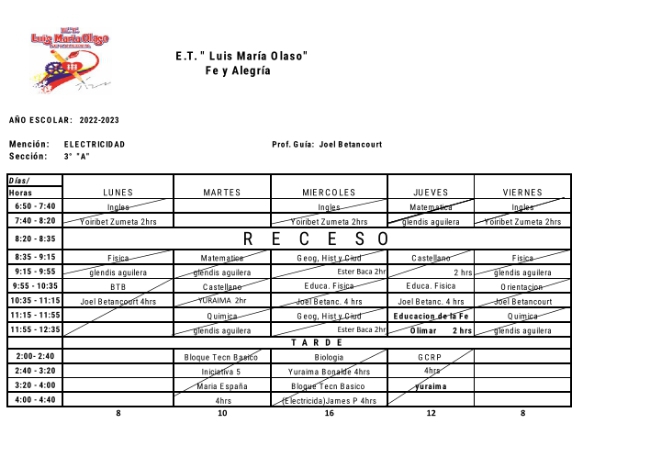 E.T.
Luis María Olaso
E.T. " Luis María Olaso"
Fe y Alegría
AÑO ESCOLAR: 2022-2023
Mención: ELECTRICIDAD Prof. Guía: Joel Betancourt
Sección: 3° "A"
Días/
Horas LUNES MARTES MIERCOLES JUEVES VIERNES
6:50 - 7:40 Ingles Ingles Matematica Ingles
7:40 - 8:20 Yoiribet Zumeta 2hrs Yoiribet Zumeta 2hrs glendis aguilera Yoiribet Zumeta 2hrs
8:20 - 8:35 R E C E S O
8:35 - 9:15 Fisica Matematica Geog, Hist y Ciud Castellano Fisica
9:15 - 9:55 glendis aguilera glendis aguilera Ester Baca 2hr 2 hrs glendis aguilera
9:55 - 10:35 BTB Castellano Educa. Fisica Educa. Fisica Orientacion
10:35 - 11:15 Joel Betancourt 4hrs YURAIMA 2hr Joel Betanc. 4 hrs Joel Betanc. 4 hrs Joel Betancourt
11:15 - 11:55 Quimica Geog, Hist y Ciud Educacion de la Fe Quimica
11:55 - 12:35 glendis aguilera Ester Baca 2hr Olimar 2 hrs glendis aguilera
T A R D E
2:00- 2:40 Bloque Tecn Basico Biologia GCRP
2:40 - 3:20 Iniciativa 5 Yuraima Bonalde 4hrs 4hrs
3:20 - 4:00 Maria España Bloque Tecn Basico yuraima
4:00 - 4:40 4hrs (Electricida)James P 4hrs
8 10 16 12 8